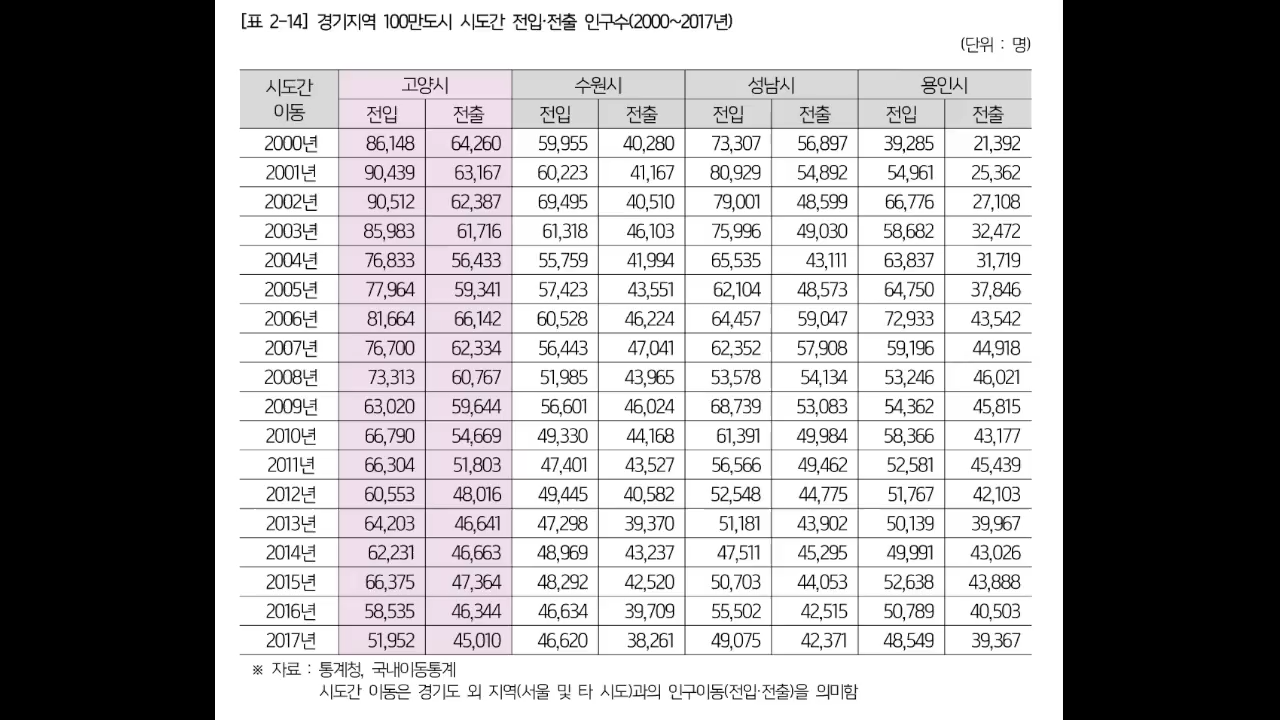 [표 2-14] 경기지역 100만도시 시도간 전입·전출 인구수(2000~2017년)
(단위 : 명)
시도간 이동 고양시 수원시 성남시 용인시
전입 전출 전입 전출 전입 전출 전입 전출
2000년 86,148 64,260 59,955 40,280 73,307 56,897 39,285 21,392
2001년 90,439 63,167 60,223 41,167 80,929 54,892 54,961 25,362
2002년 90,512 62,387 69,495 40,510 79,001 48,599 66,776 27,108
2003년 85,983 61,716 61,318 46,103 75,996 49,030 58,682 32,472
2004년 76,833 56,433 55,759 41,994 65,535 43,111 63,837 31,719
2005년 77,964 59,341 57,423 43,551 62,104 48,573 64,750 37,846
2006년 81,664 66,142 60,528 46,224 64,457 59,047 72,933 43,542
2007년 76,700 62,334 56,443 47,041 62,352 57,908 59,196 44,918
2008년 73,313 60,767 51,985 43,965 53,578 54,134 53,246 46,021
2009년 63,020 59,644 56,601 46,024 68,739 53,083 54,362 45,815
2010년 66,790 54,669 49,330 44,168 61,391 49,984 58,366 43,177
2011년 66,304 51,803 47,401 43,527 56,566 49,462 52,581 45,439
2012년 60,553 48,016 49,445 40,582 52,548 44,775 51,767 42,103
2013년 64,203 46,641 47,298 39,370 51,181 43,902 50,139 39,967
2014년 62,231 46,663 48,969 43,237 47,511 45,295 49,991 43,026
2015년 66,375 47,364 48,292 42,520 50,703 44,053 52,638 43,888
2016년 58,535 46,344 46,634 39,709 55,502 42,515 50,789 40,503
2017년 51,952 45,010 46,620 38,261 49,075 42,371 48,549 39,367
※ 자료 : 통계청, 국내이동통계
시도간 이동은 경기도 외 지역(서울 및 타 시도)과의 인구이동(전입·전출)을 의미함